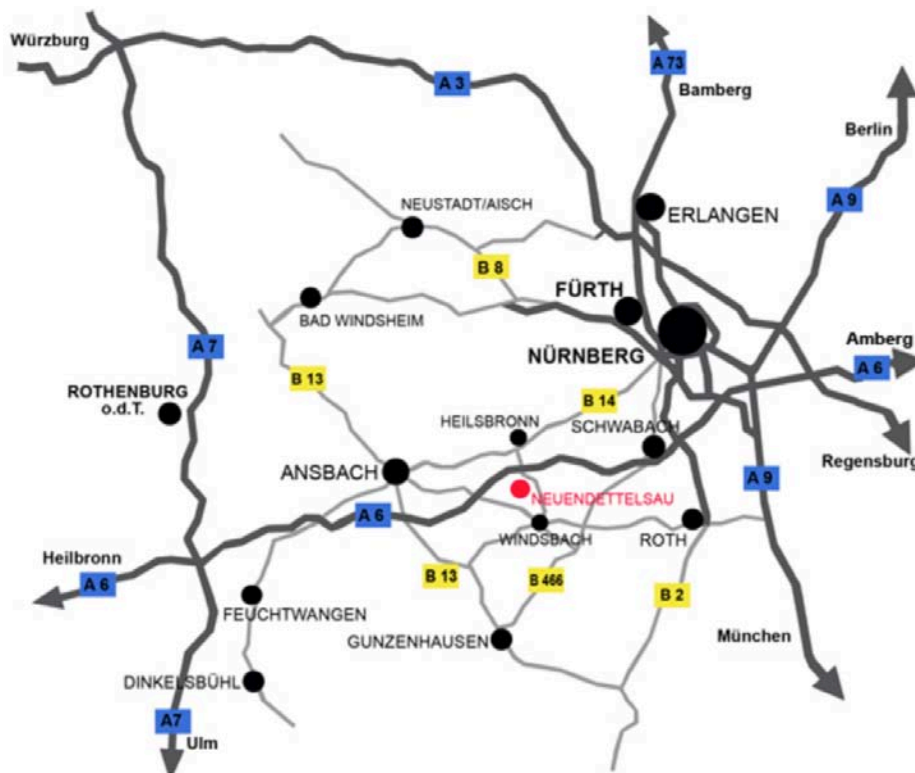 Würzburg
A 3
A 73
Bamberg
Berlin
A 9
NEUSTADT/AISCH
ERLANGEN
B 8
FÜRTH
BAD WINDSHEIM
NÜRNBERG
Amberg
A 6
A 7
B 13
ROTHENBURG
o.d.T.
B 14
HEILSBRONN
SCHWABACH
ANSBACH
Regensburg
A 9
NEUENDETTELSAU
A 6
WINDSBACH
ROTH
Heilbronn
A 6
B 13
B 466
B 2
FEUCHTWANGEN
GUNZENHAUSEN
München
DINKELSBÜHL
A7
Ulm